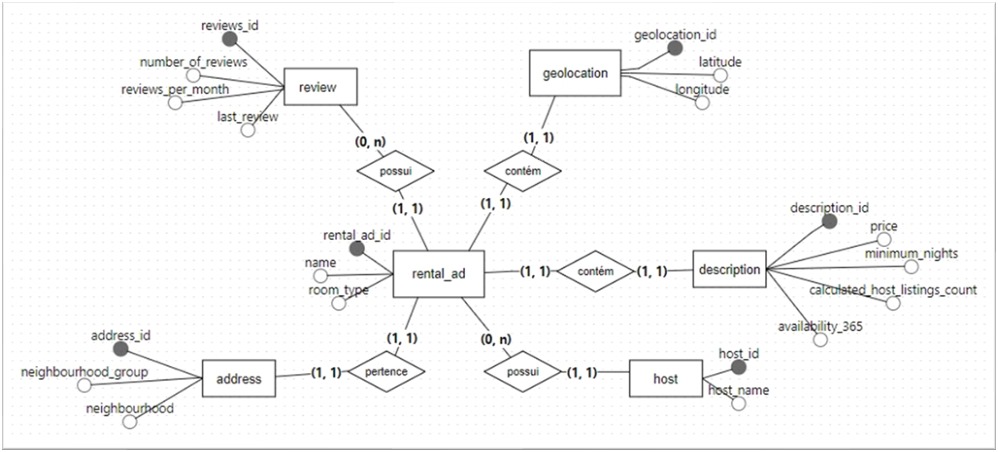 reviews_id
number_of_reviews
reviews_per_month
last_review
review
(0, n)
possui
(1, 1)
geolocation_id
latitude
longitude
geolocation
(1, 1)
contém
(1, 1)
rental_ad_id
name
room_type
rental_ad
(1, 1)
contém
(1, 1)
description
description_id
price
minimum_nights
calculated_host_listings_count
availability_365
address_id
neighbourhood_group
neighbourhood
address
(1, 1)
pertence
(1, 1)
(0, n)
possui
(1, 1)
host
host_id
host_name